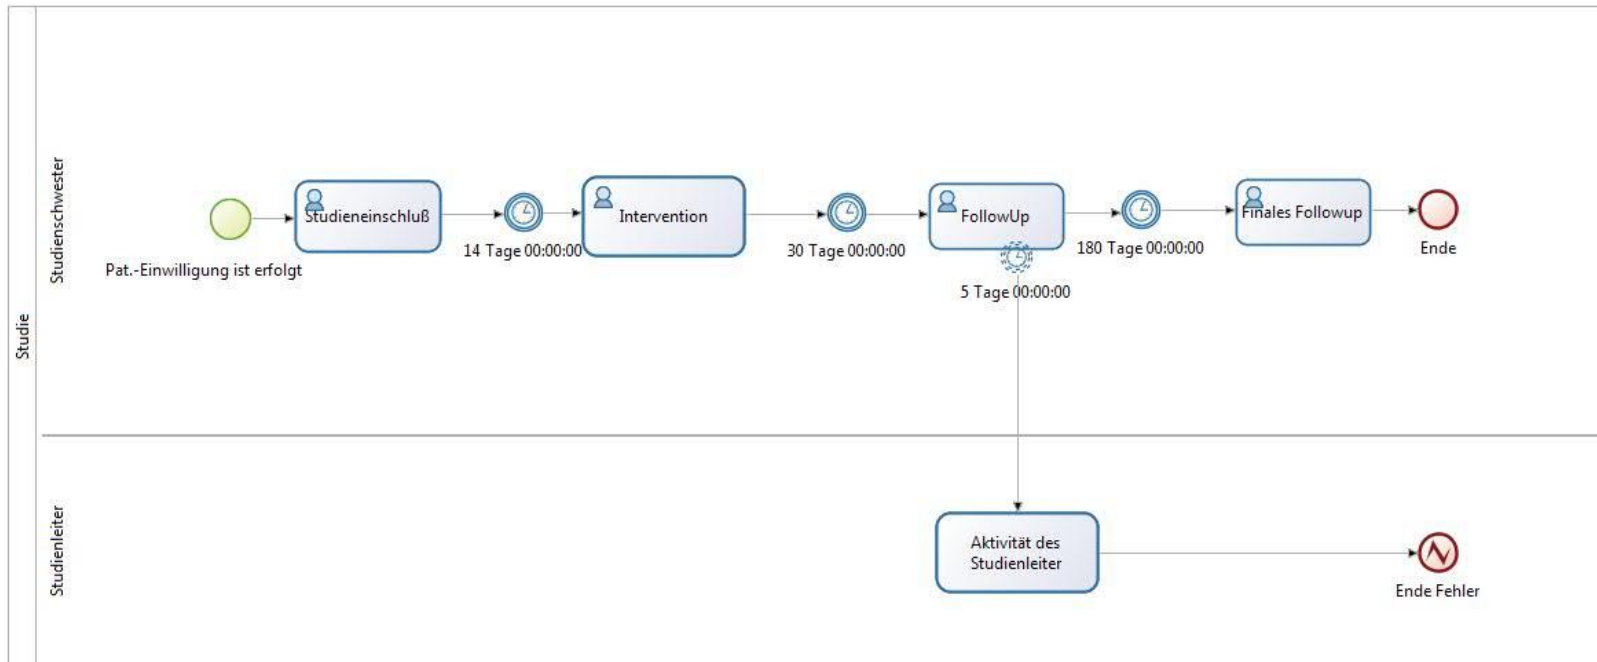 Studie
Studienschwester
Pat.-Einwilligung ist erfolgt
Studieneinschluß
14 Tage 00:00:00
Intervention
30 Tage 00:00:00
FollowUp
5 Tage 00:00:00
180 Tage 00:00:00
Finales Followup
Ende
Studienleiter
Aktivität des
Studienleiter
Ende Fehler